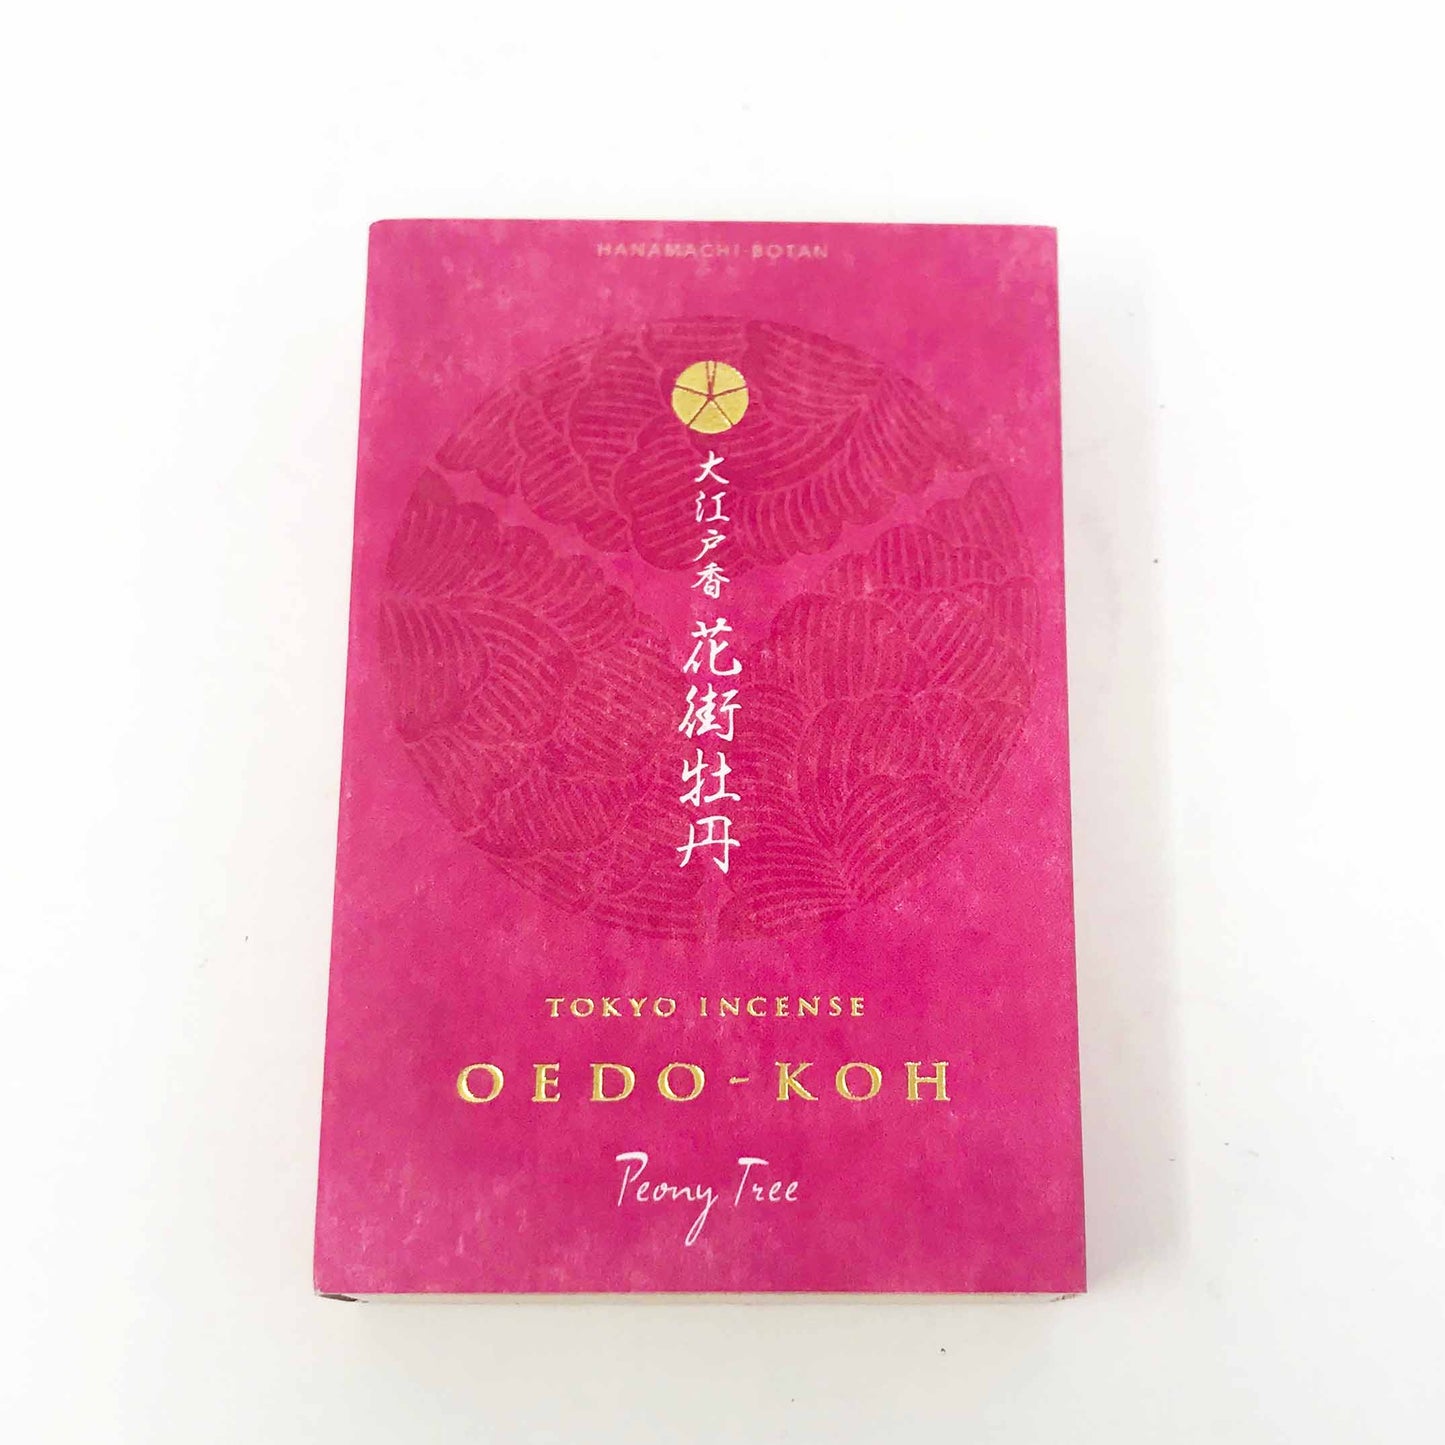 HANAMACHI-BOTAN
大江戸香 花街牡丹
TOKYO INCENSE
OEDO-KOH
Peony Tree